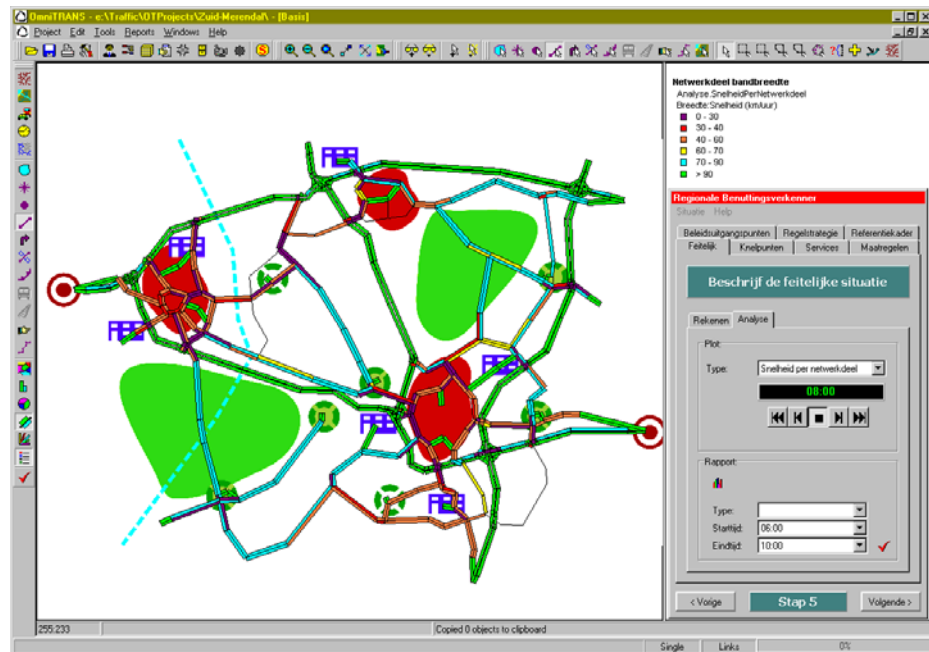 OmniTRANS - e:\Traffic\OTProjects\Zuid-Merendal\ - [Basis]
Project Edit Tools Reports Windows Help
Netwerkdeel bandbreedte
Analyse:SnelheidPerNetwerkdeel
Breedte:Snelheid (km/uur)
0 - 30
30 - 40
40 - 60
60 - 70
70 - 90
> 90
Regionale Benuttingsverkenner
Situatie Help
Beleidsuitgangspunten Regelstrategie Referentiekader
Feitelijk Knelpunten Services Maatregelen
Beschrijf de feitelijke situatie
Rekenen Analyse
Plot:
Type: Snelheid per netwerkdeel
08:00
Rapport:
Type:
Starttijd: 06:00
Eindtijd: 10:00
< Vorige Stap 5 Volgende >
255:233 Copied 0 objects to clipboard
Single Links 0%